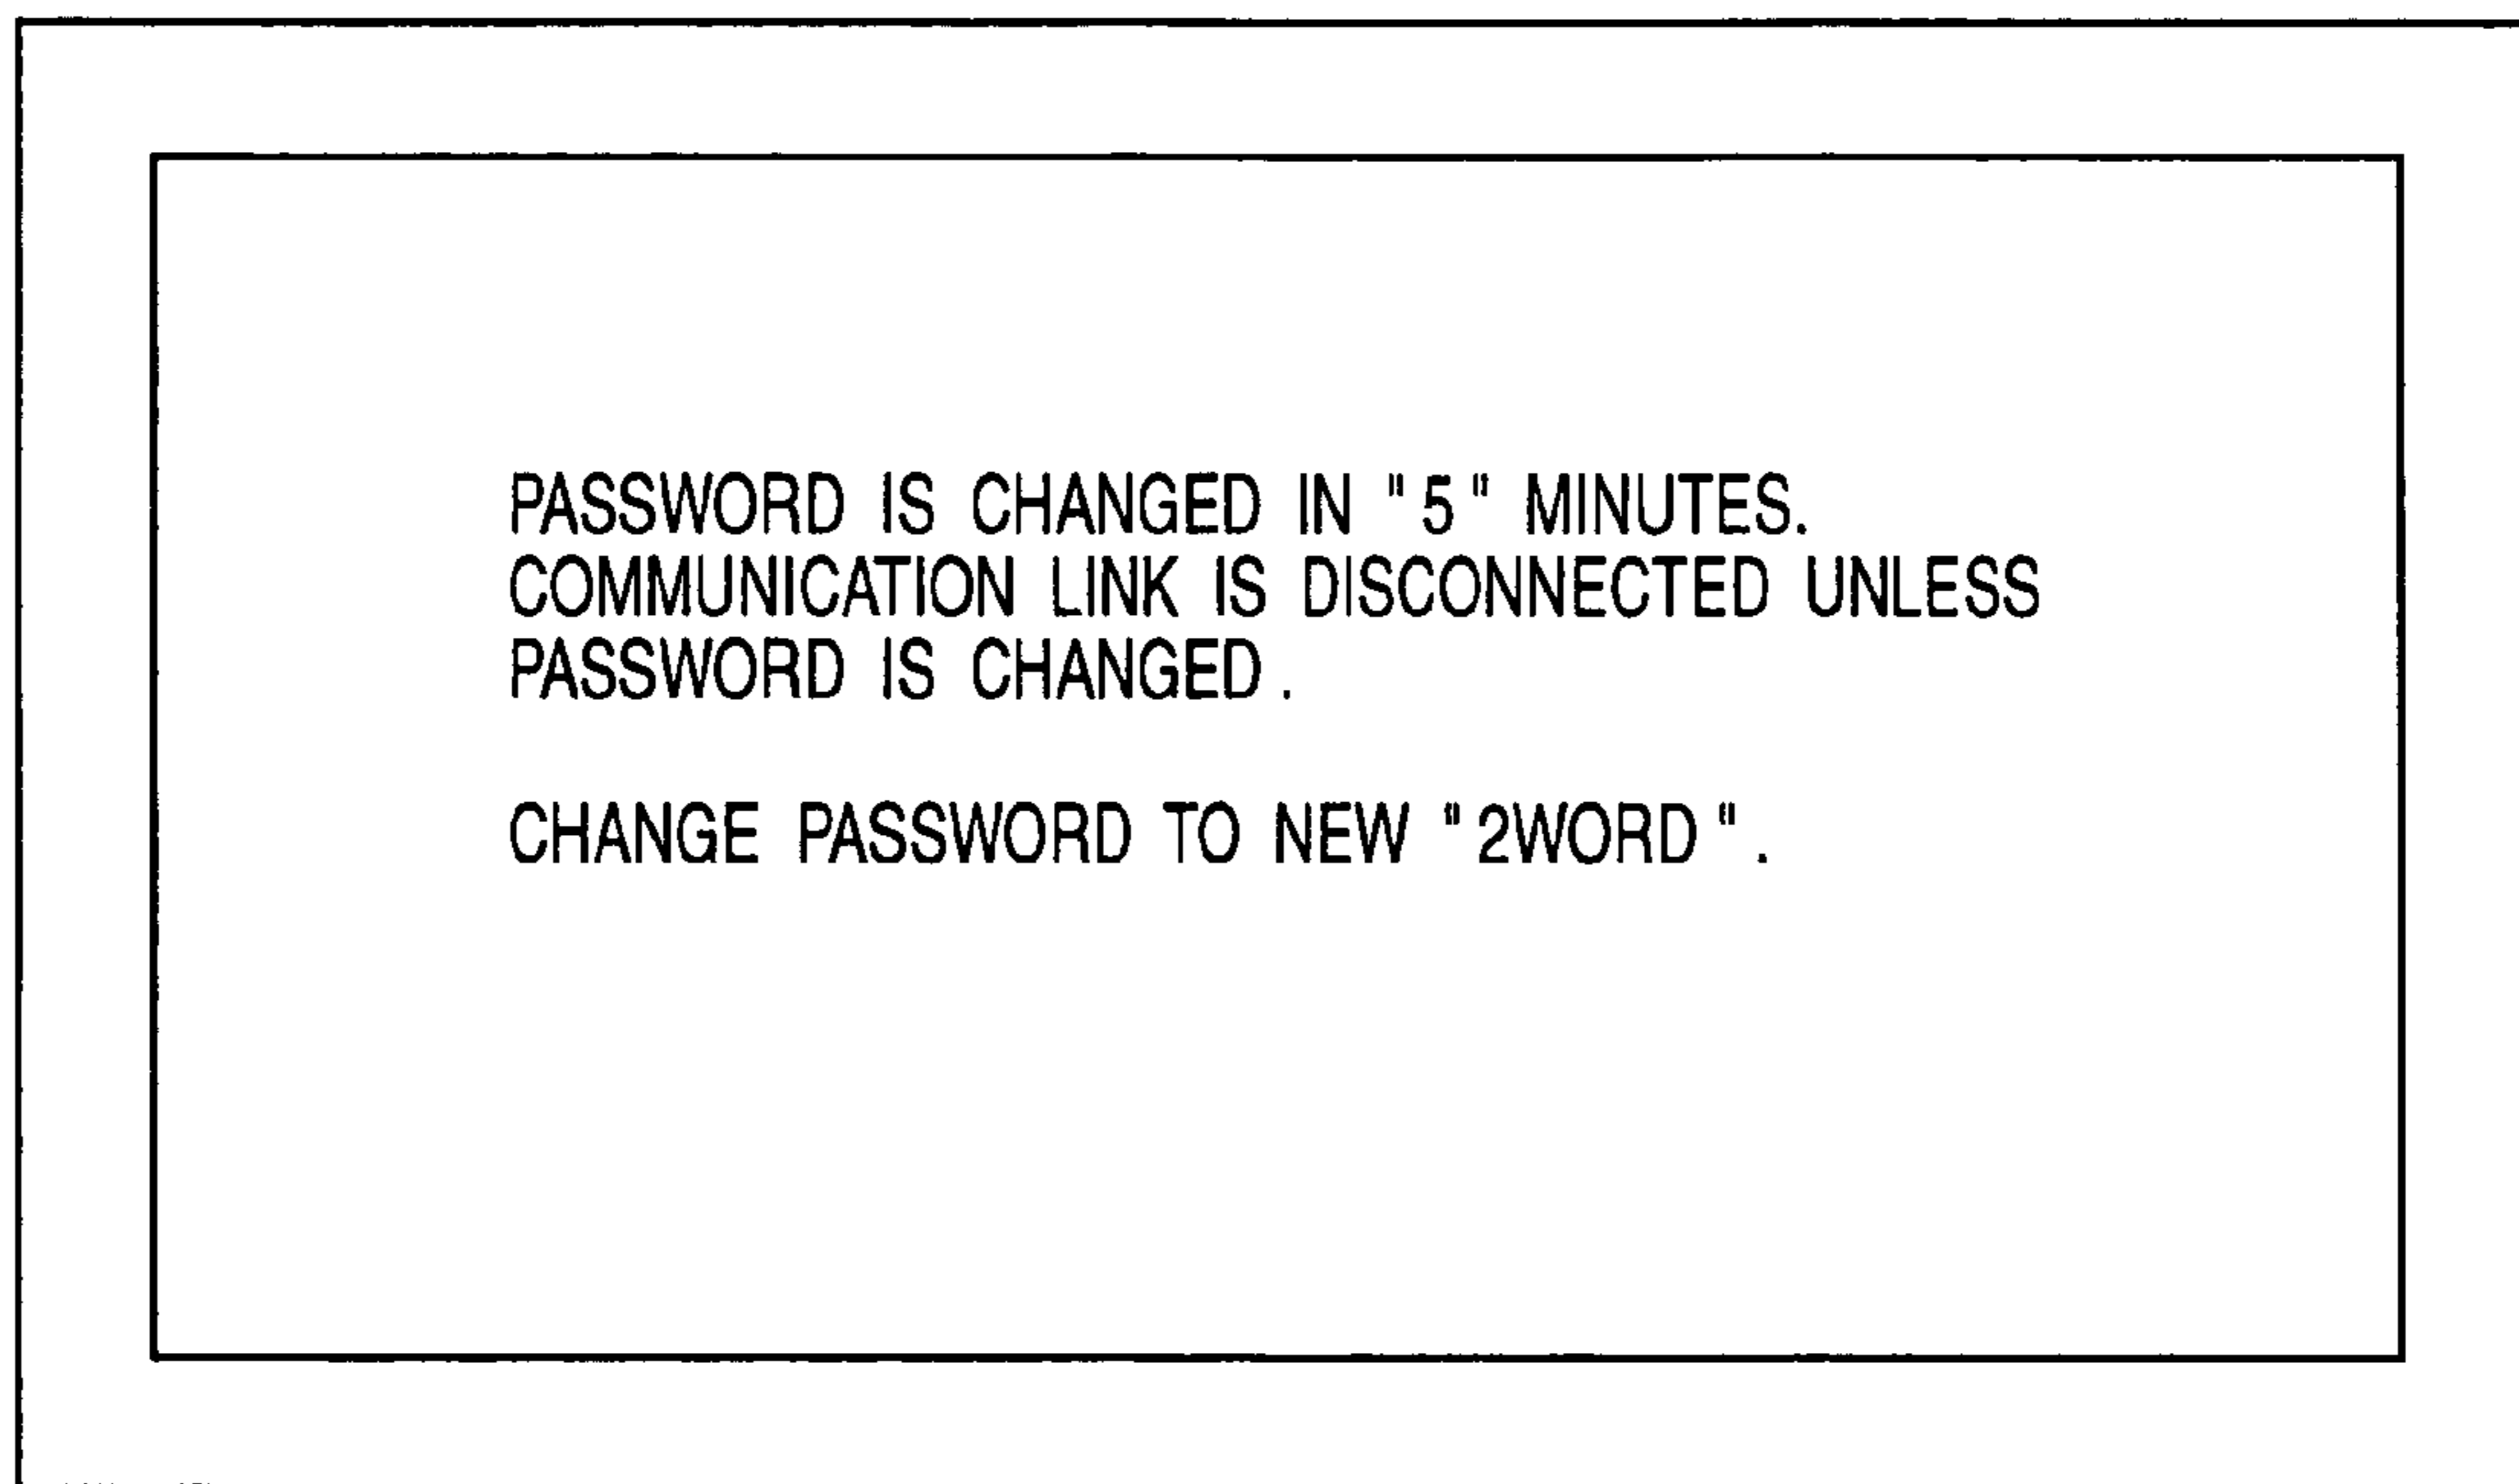 PASSWORD IS CHANGED IN "5" MINUTES.
COMMUNICATION LINK IS DISCONNECTED UNLESS
PASSWORD IS CHANGED.
CHANGE PASSWORD TO NEW "2WORD".